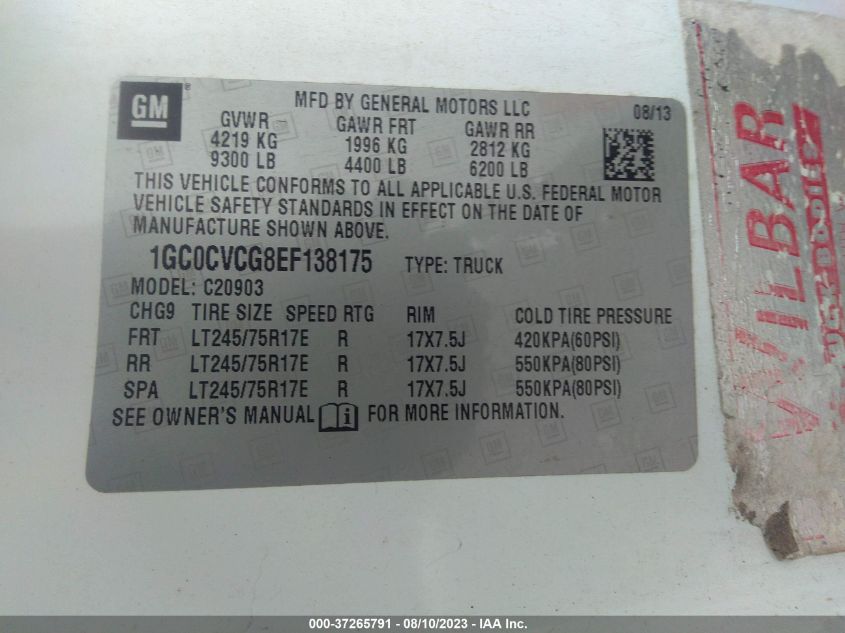 GM
MFD BY GENERAL MOTORS LLC
08/13
GVWR GAWR FRT GAWR RR
4219 KG 1996 KG 2812 KG
9300 LB 4400 LB 6200 LB
THIS VEHICLE CONFORMS TO ALL APPLICABLE U.S. FEDERAL MOTOR
VEHICLE SAFETY STANDARDS IN EFFECT ON THE DATE OF
MANUFACTURE SHOWN ABOVE.
1GC0CVCG8EF138175 TYPE: TRUCK
MODEL: C20903
CHG9 TIRE SIZE SPEED RTG RIM COLD TIRE PRESSURE
FRT LT245/75R17E R 17X7.5J 420KPA(60PSI)
RR LT245/75R17E R 17X7.5J 550KPA(80PSI)
SPA LT245/75R17E R 17X7.5J 550KPA(80PSI)
SEE OWNER'S MANUAL i FOR MORE INFORMATION.
WILBAR
000-37265791 - 08/10/2023 - IAA Inc.